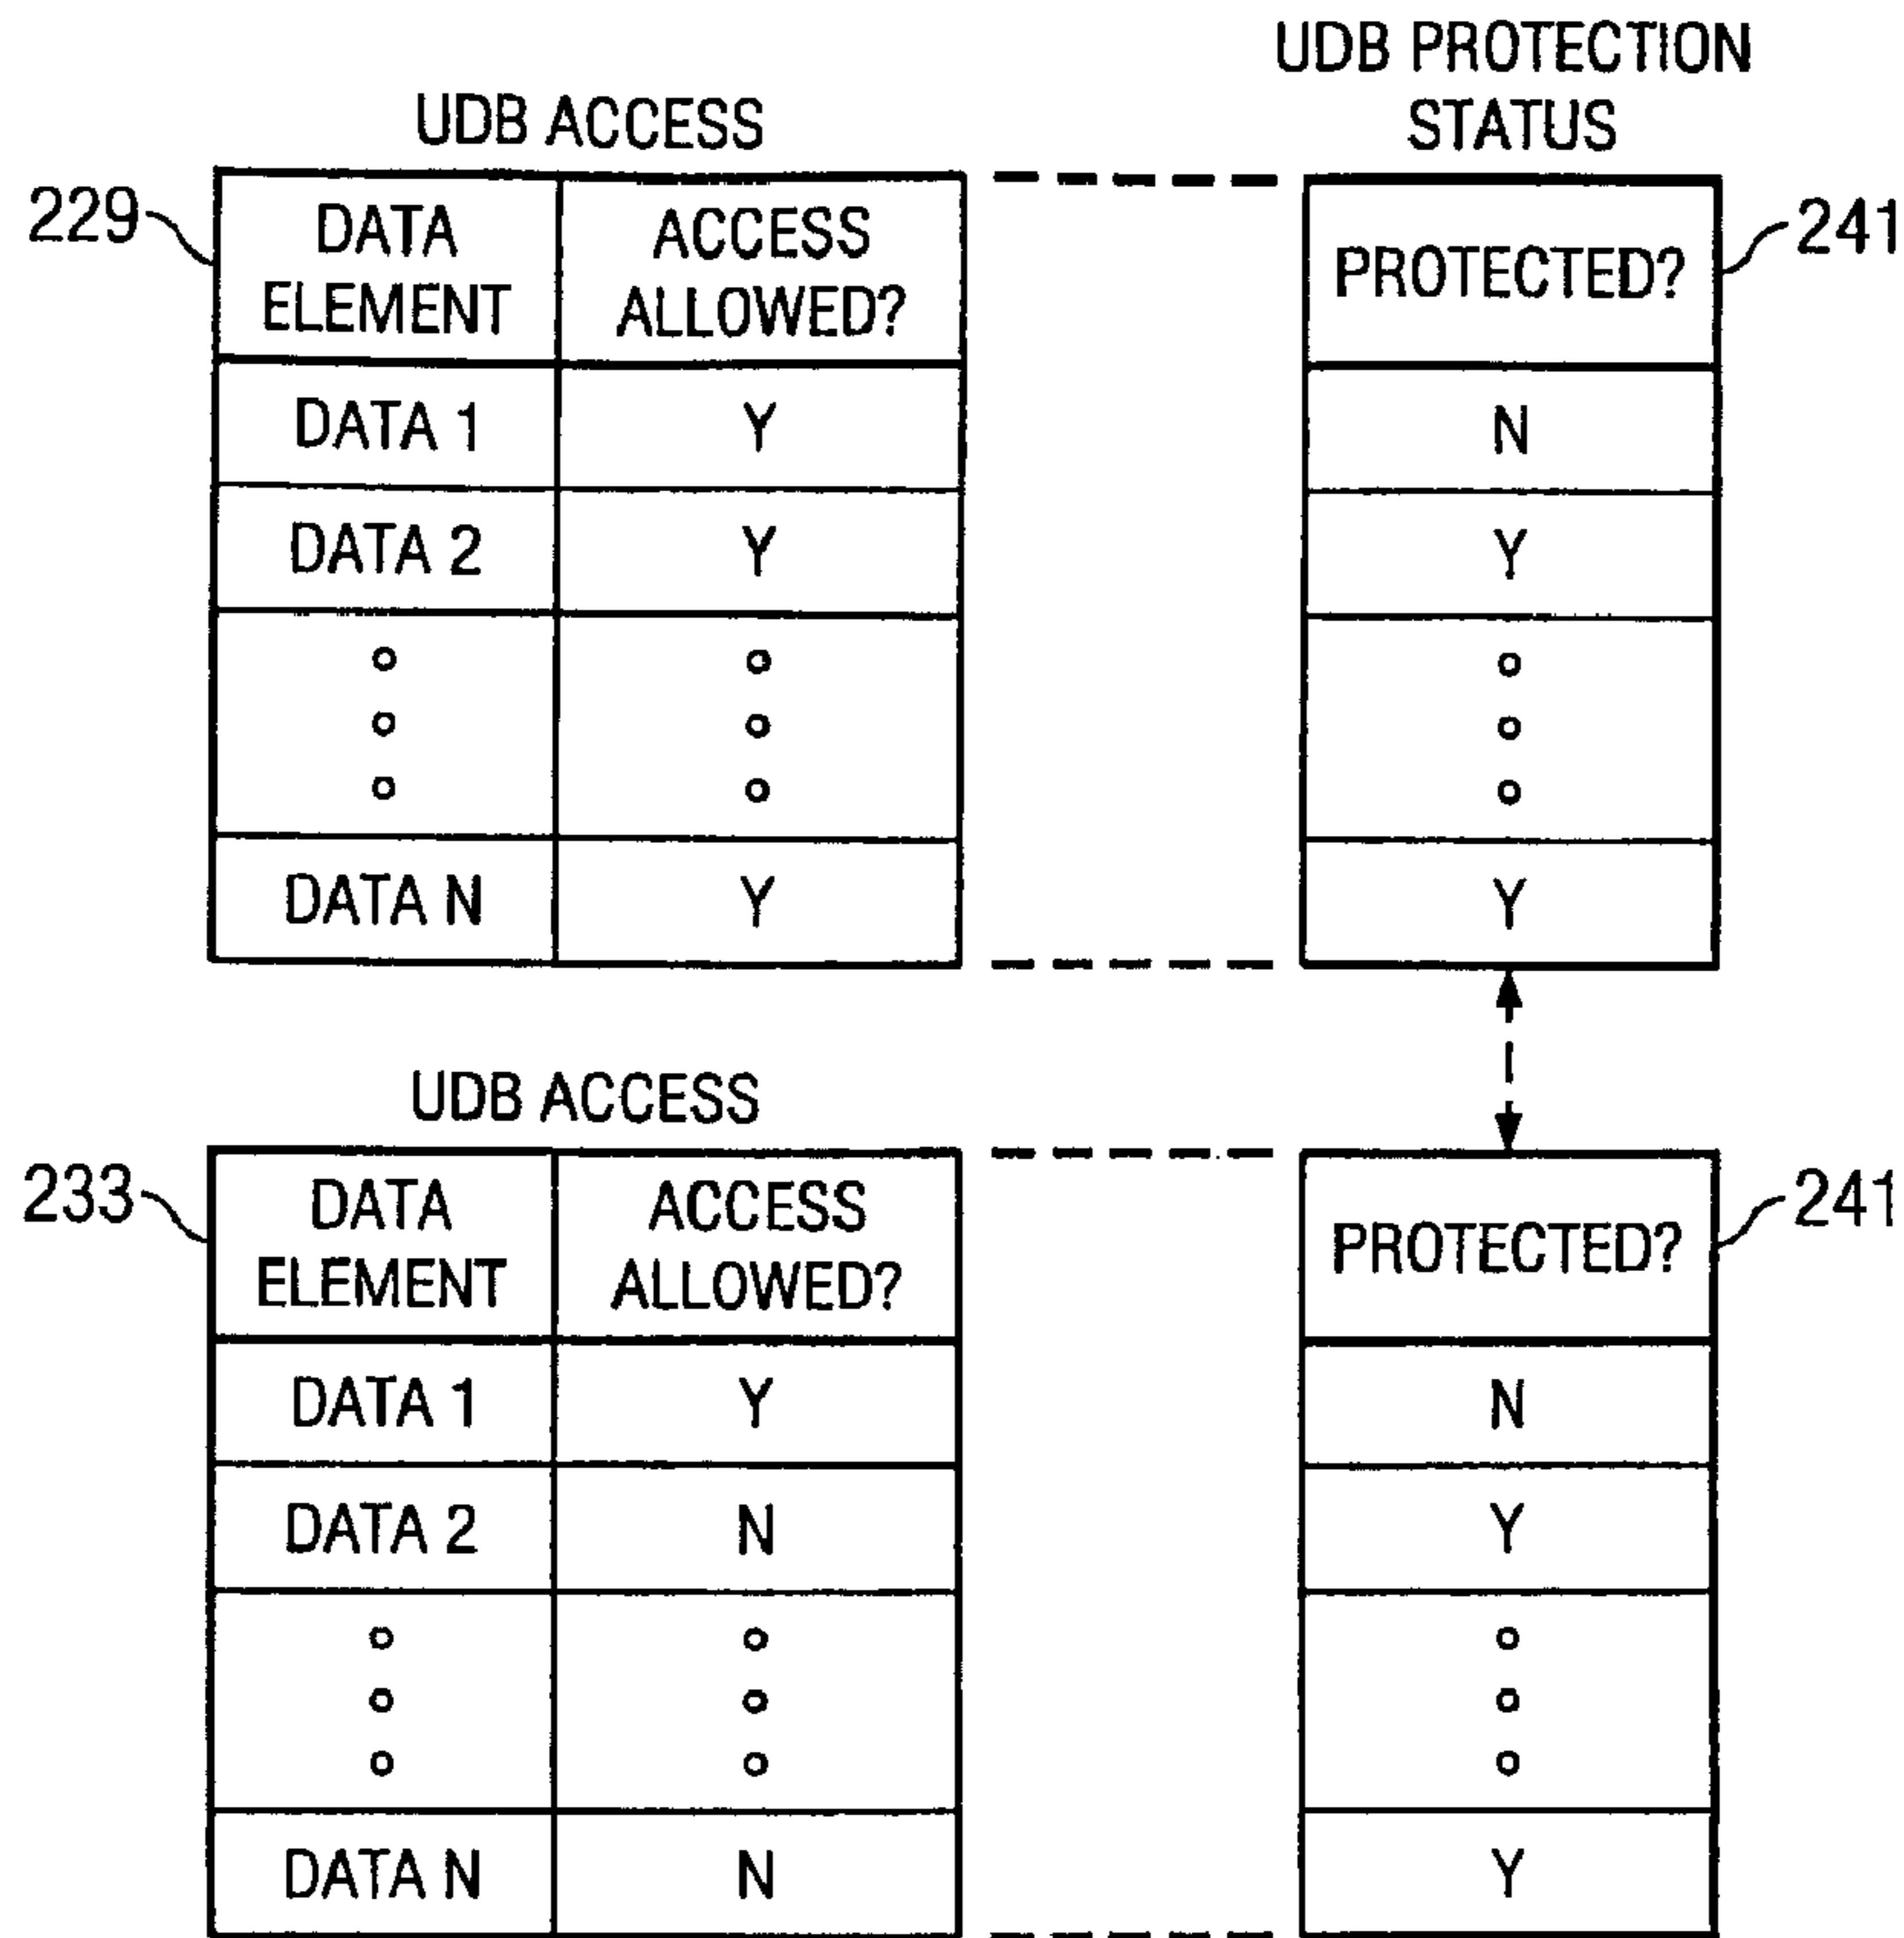 UDB PROTECTION
STATUS
UDB ACCESS
229
DATA
ELEMENT
ACCESS
ALLOWED?
PROTECTED?
241
DATA 1
Y
N
DATA 2
Y
Y
DATA N
Y
Y
UDB ACCESS
233
DATA
ELEMENT
ACCESS
ALLOWED?
PROTECTED?
241
DATA 1
Y
N
DATA 2
N
Y
DATA N
N
Y